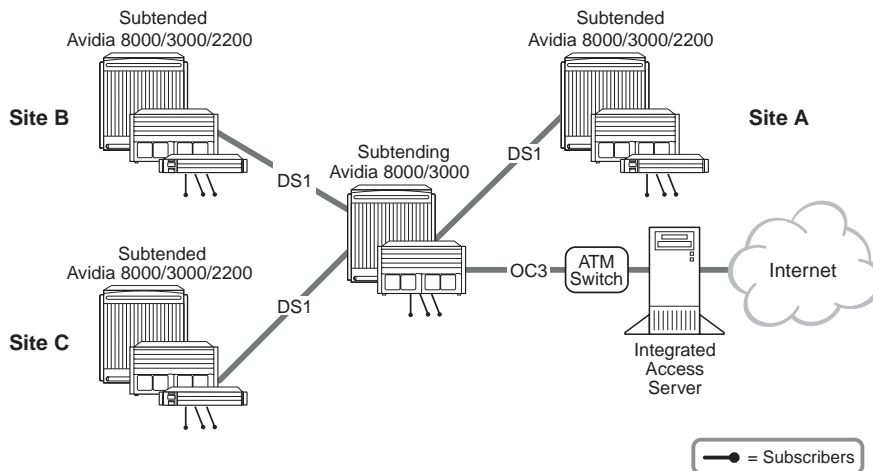 Subtended
Avidia 8000/3000/2200
Site B
DS1
Subtended
Avidia 8000/3000/2200
Site A
DS1
Subtending
Avidia 8000/3000
Subtended
Avidia 8000/3000/2200
Site C
DS1
OC3
ATM
Switch
Internet
Integrated
Access
Server
= Subscribers